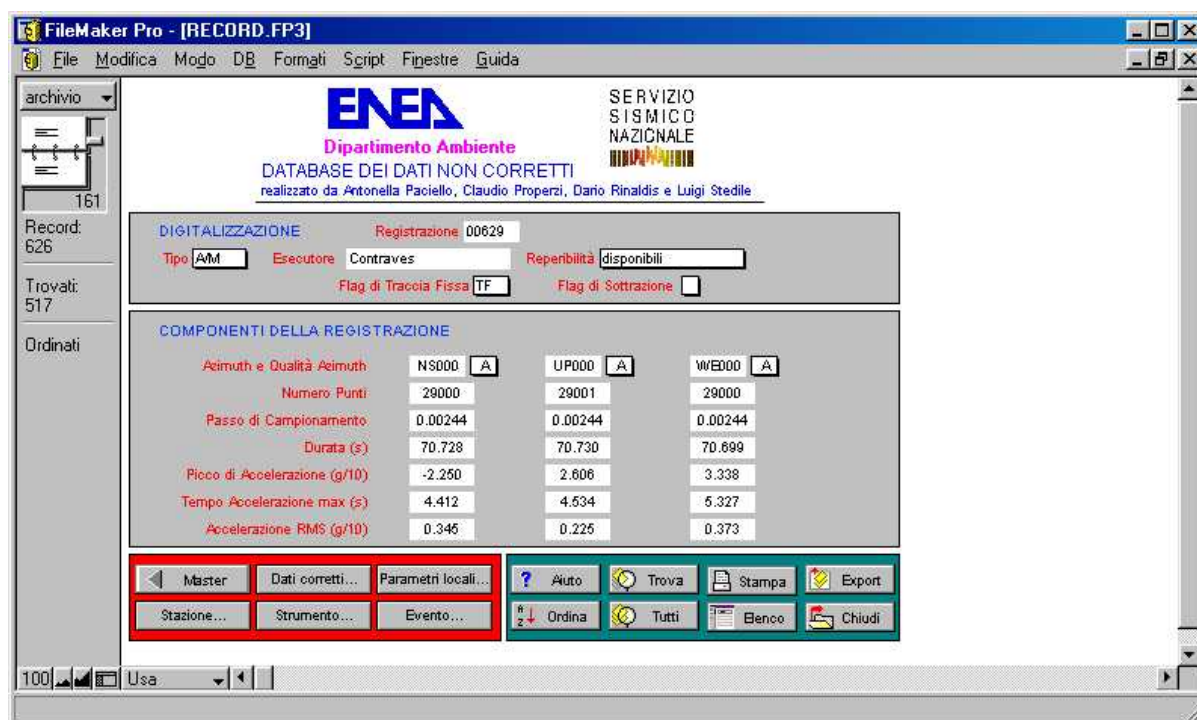 FileMaker Pro - [RECORD.FP3]
File Modifica Modo DB Formati Script Finestre Guida
archivio
161
Record:
626
Trovati:
517
Ordinati
ENEA
Dipartimento Ambiente
SERVIZIO
SISMICO
NAZIONALE
DATABASE DEI DATI NON CORRETTI
realizzato da Antonella Paciello, Claudio Properzi, Dario Rinaldis e Luigi Stedile
DIGITALIZZAZIONE Registrazione 00629
Tipo A/M Esecutore Contraves Reperibilità disponibili
Flag di Traccia Fissa TF Flag di Sottrazione
COMPONENTI DELLA REGISTRAZIONE
Azimuth e Qualità Azimuth NS000 A UP000 A WE000 A
Numero Punti 29000 29001 29000
Passo di Campionamento 0.00244 0.00244 0.00244
Durata (s) 70.728 70.730 70.699
Picco di Accelerazione (g/10) -2.250 2.606 3.338
Tempo Accelerazione max (s) 4.412 4.534 5.327
Accelerazione RMS (g/10) 0.345 0.225 0.373
Master Dati corretti... Parametri locali... ? Aiuto Trova Stampa Export
Stazione... Strumento... Evento... Ordina Tutti Elenco Chiudi
100 Usa